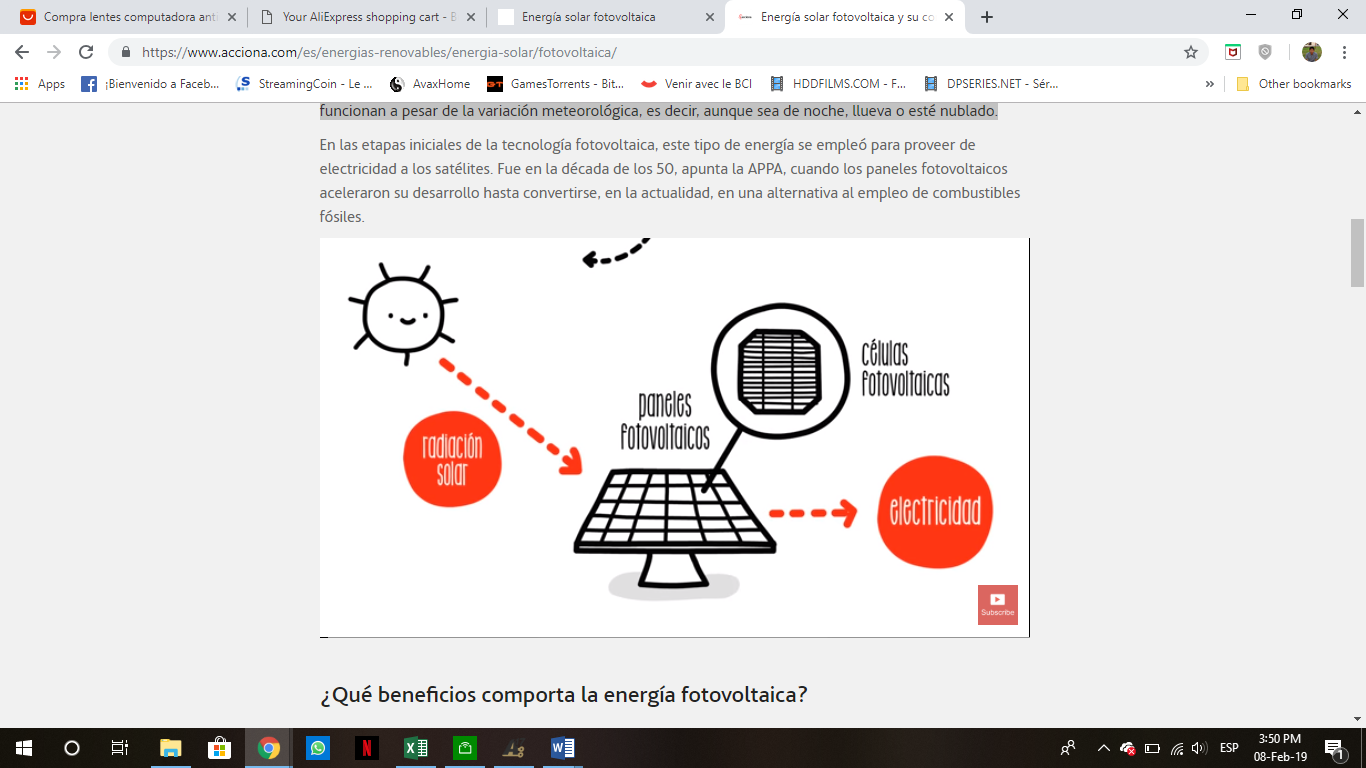 Compra lentes computadora anti
Your AliExpress shopping cart - B
Energía solar fotovoltaica
Energía solar fotovoltaica y su co
https://www.acciona.com/es/energias-renovables/energia-solar/fotovoltaica/
Apps
¡Bienvenido a Faceb...
StreamingCoin - Le ...
AvaxHome
GamesTorrents - Bit...
Venir avec le BCI
HDDFILMS.COM - F...
DPSERIES.NET - Sér...
»
Other bookmarks
funcionan a pesar de la variación meteorológica, es decir, aunque sea de noche, llueva o esté nublado.
En las etapas iniciales de la tecnología fotovoltaica, este tipo de energía se empleó para proveer de
electricidad a los satélites. Fue en la década de los 50, apunta la APPA, cuando los paneles fotovoltaicos
aceleraron su desarrollo hasta convertirse, en la actualidad, en una alternativa al empleo de combustibles
fósiles.
células
fotovoltaicas
paneles
fotovoltaicos
radiación
solar
electricidad
Subscribe
¿Qué beneficios comporta la energía fotovoltaica?
ESP
3:50 PM
08-Feb-19
1